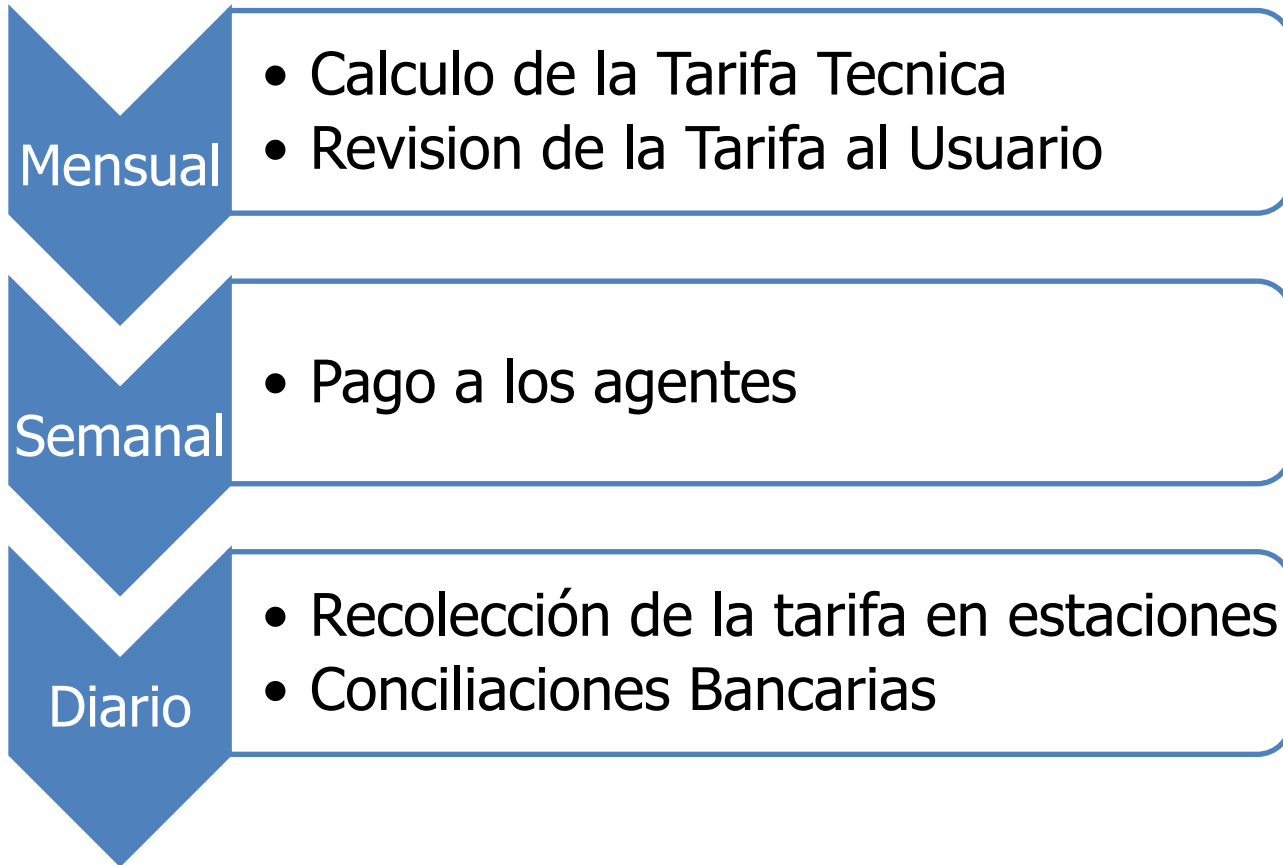 Mensual
• Calculo de la Tarifa Tecnica
• Revision de la Tarifa al Usuario
Semanal
• Pago a los agentes
Diario
• Recolección de la tarifa en estaciones
• Conciliaciones Bancarias